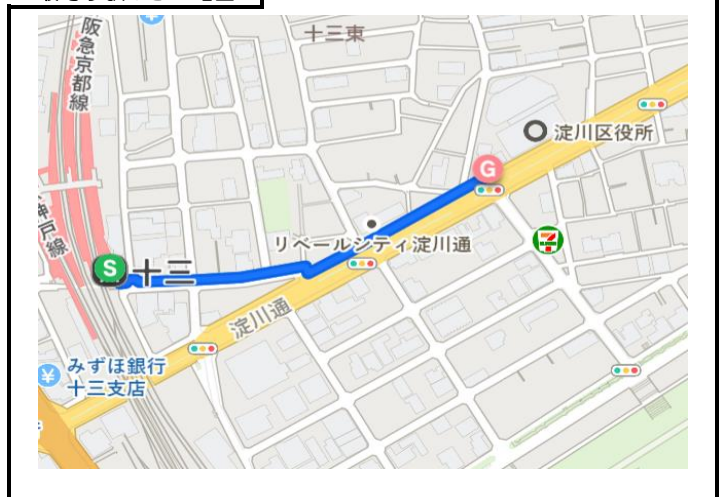 十三東
阪急京都線
淀川区役所
G
リベールシティ淀川通
神戸線
S
十三
淀川通
みずほ銀行
十三支店
¥
7